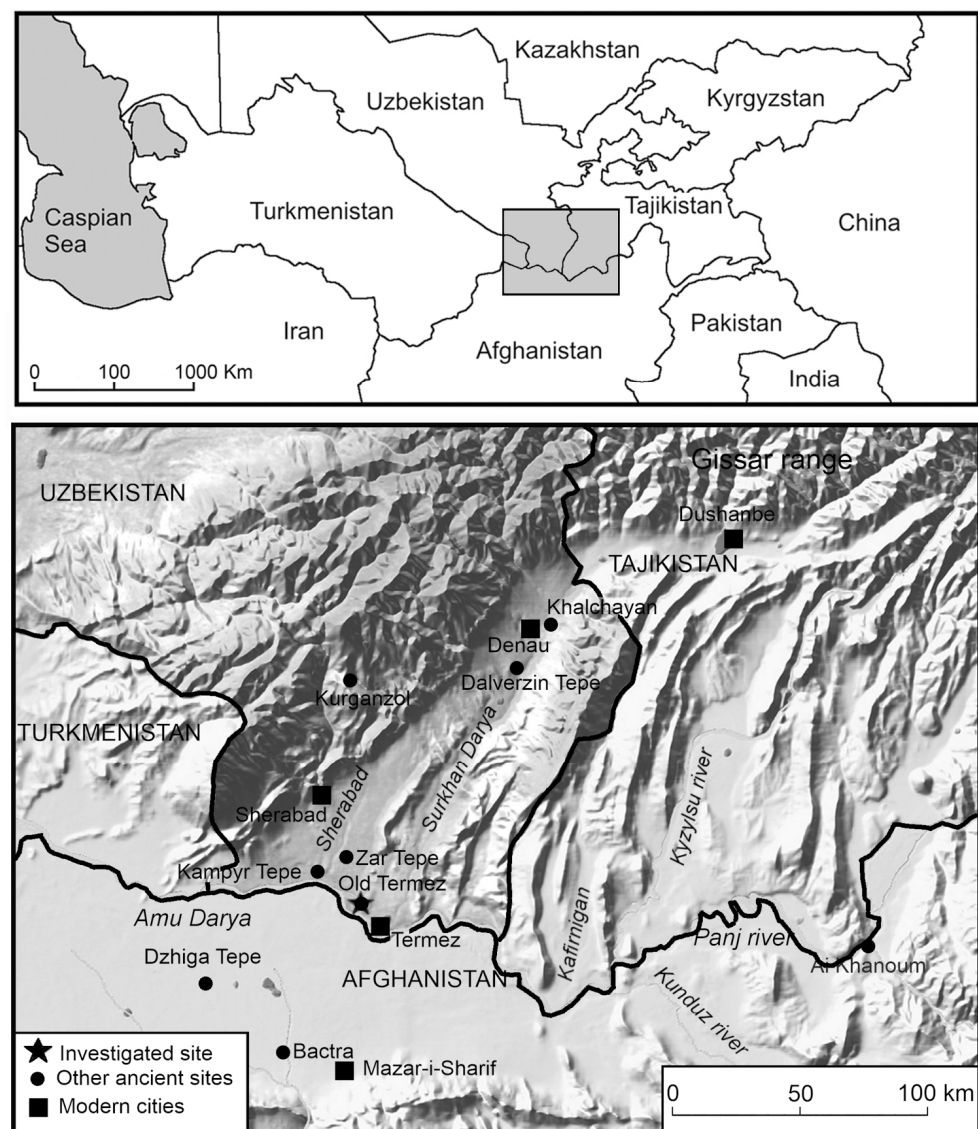 Kazakhstan
Uzbekistan
Kyrgyzstan
Caspian
Sea
Turkmenistan
Tajikistan
China
Iran
Afghanistan
Pakistan
India
0 100 1000 Km
Gissar range
UZBEKISTAN
Dushanbe
TAJIKISTAN
Khalchayan
Denau
Dalverzin Tepe
Kurganzol
TURKMENISTAN
Surkhan Darya
Sherabad
Sherabad
Kyzylsu river
Zar Tepe
Kampyr Tepe
Old Termez
Amu Darya
Termez
Kafirnigan
Panj river
Dzhiga Tepe
AFGHANISTAN
Ai Khanoum
Kunduz river
Bactra
Mazar-i-Sharif
Investigated site
Other ancient sites
Modern cities
0 50 100 km